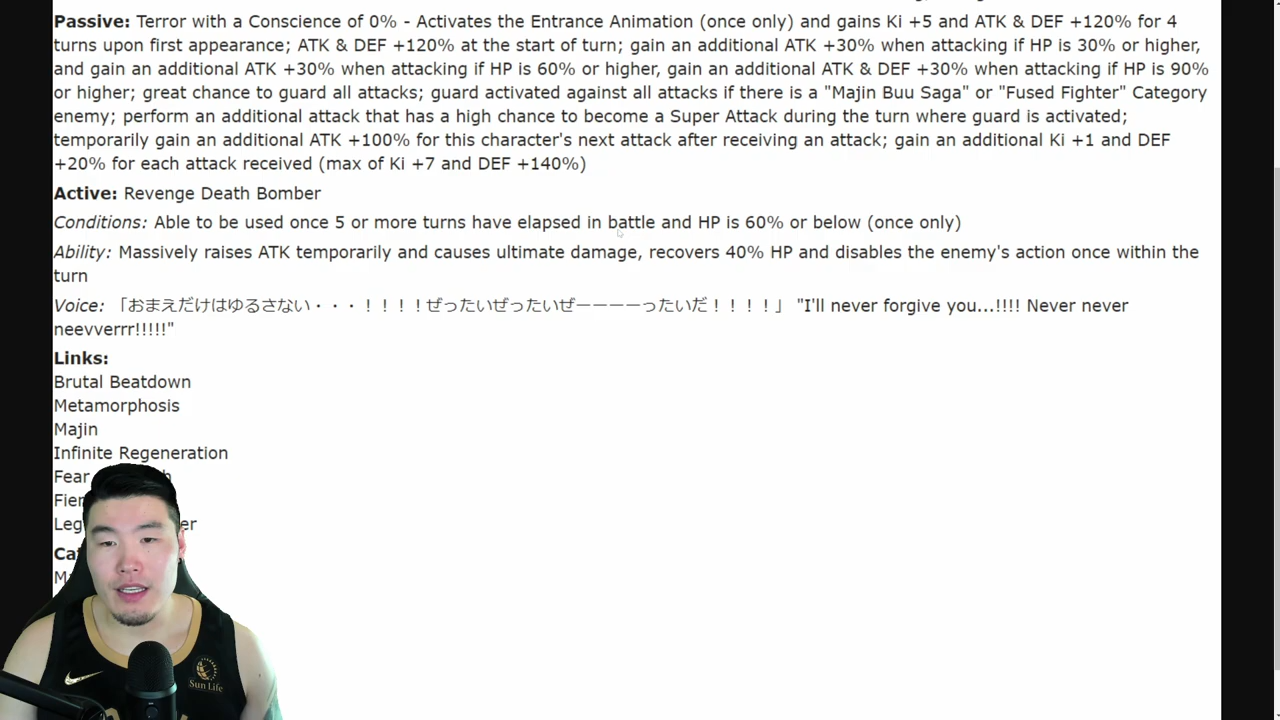 Passive: Terror with a Conscience of 0% - Activates the Entrance Animation (once only) and gains Ki +5 and ATK & DEF +120% for 4
turns upon first appearance; ATK & DEF +120% at the start of turn; gain an additional ATK +30% when attacking if HP is 30% or higher,
and gain an additional ATK +30% when attacking if HP is 60% or higher, gain an additional ATK & DEF +30% when attacking if HP is 90%
or higher; great chance to guard all attacks; guard activated against all attacks if there is a "Majin Buu Saga" or "Fused Fighter" Category
enemy; perform an additional attack that has a high chance to become a Super Attack during the turn where guard is activated;
temporarily gain an additional ATK +100% for this character's next attack after receiving an attack; gain an additional Ki +1 and DEF
+20% for each attack received (max of Ki +7 and DEF +140%)
Active: Revenge Death Bomber
Conditions: Able to be used once 5 or more turns have elapsed in battle and HP is 60% or below (once only)
Ability: Massively raises ATK temporarily and causes ultimate damage, recovers 40% HP and disables the enemy's action once within the
turn
Voice: 「おまえだけはゆるさない・・・！！！！ぜったいぜったいぜーーーーったいだ！！！！」 "I'll never forgive you...!!!! Never never
neevverrr!!!!!"
Links:
Brutal Beatdown
Metamorphosis
Majin
Infinite Regeneration
Fear
Sun Life